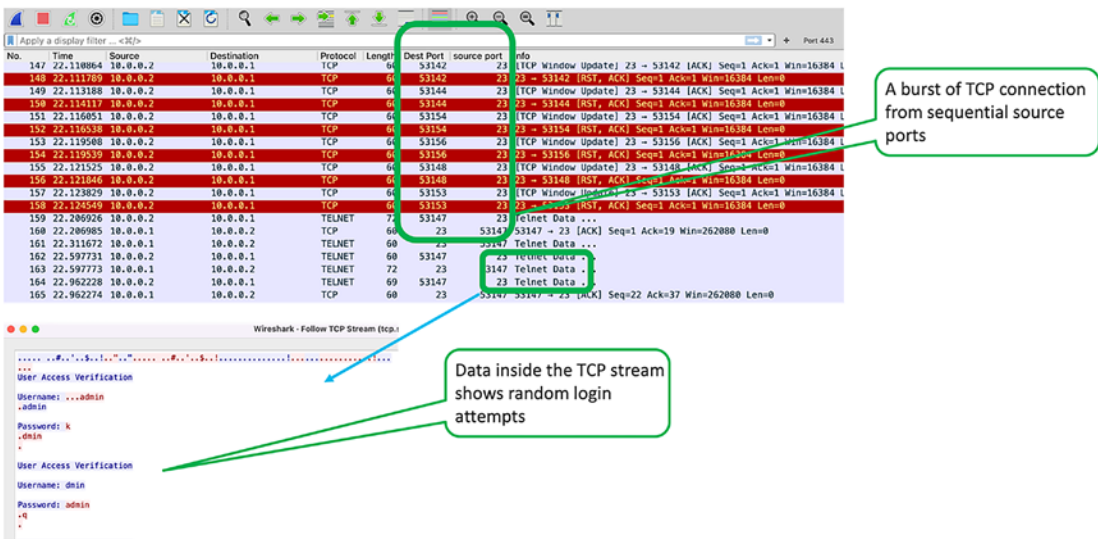 Apply a display filter ... <⌘/>
+ Port 443
No. Time Source Destination Protocol Length Dest Port source port Info
147 22.110864 10.0.0.2 10.0.0.1 TCP 60 53142 23 [TCP Window Update] 23 → 53142 [ACK] Seq=1 Ack=1 Win=16384 L
148 22.111789 10.0.0.2 10.0.0.1 TCP 60 53142 23 23 → 53142 [RST, ACK] Seq=1 Ack=1 Win=16384 Len=0
149 22.113188 10.0.0.2 10.0.0.1 TCP 60 53144 23 [TCP Window Update] 23 → 53144 [ACK] Seq=1 Ack=1 Win=16384 L
150 22.114117 10.0.0.2 10.0.0.1 TCP 60 53144 23 23 → 53144 [RST, ACK] Seq=1 Ack=1 Win=16384 Len=0
151 22.116051 10.0.0.2 10.0.0.1 TCP 60 53154 23 [TCP Window Update] 23 → 53154 [ACK] Seq=1 Ack=1 Win=16384 L
152 22.116538 10.0.0.2 10.0.0.1 TCP 60 53154 23 23 → 53154 [RST, ACK] Seq=1 Ack=1 Win=16384 Len=0
153 22.119508 10.0.0.2 10.0.0.1 TCP 60 53156 23 [TCP Window Update] 23 → 53156 [ACK] Seq=1 Ack=1 Win=16384 L
154 22.119539 10.0.0.2 10.0.0.1 TCP 60 53156 23 23 → 53156 [RST, ACK] Seq=1 Ack=1 Win=16384 Len=0
155 22.121525 10.0.0.2 10.0.0.1 TCP 60 53148 23 [TCP Window Update] 23 → 53148 [ACK] Seq=1 Ack=1 Win=16384 L
156 22.121846 10.0.0.2 10.0.0.1 TCP 60 53148 23 23 → 53148 [RST, ACK] Seq=1 Ack=1 Win=16384 Len=0
157 22.123829 10.0.0.2 10.0.0.1 TCP 60 53153 23 [TCP Window Update] 23 → 53153 [ACK] Seq=1 Ack=1 Win=16384 L
158 22.124549 10.0.0.2 10.0.0.1 TCP 60 53153 23 23 → 53153 [RST, ACK] Seq=1 Ack=1 Win=16384 Len=0
159 22.206926 10.0.0.2 10.0.0.1 TELNET 72 53147 23 Telnet Data ...
160 22.206985 10.0.0.1 10.0.0.2 TCP 60 23 53147 53147 → 23 [ACK] Seq=1 Ack=19 Win=262080 Len=0
161 22.311672 10.0.0.1 10.0.0.2 TELNET 60 23 53147 Telnet Data ...
162 22.597731 10.0.0.2 10.0.0.1 TELNET 60 53147 23 Telnet Data ...
163 22.597773 10.0.0.1 10.0.0.2 TELNET 72 23 53147 Telnet Data ...
164 22.962228 10.0.0.2 10.0.0.1 TELNET 69 53147 23 Telnet Data ...
165 22.962274 10.0.0.1 10.0.0.2 TCP 60 23 53147 53147 → 23 [ACK] Seq=22 Ack=37 Win=262080 Len=0
A burst of TCP connection
from sequential source
ports
Wireshark - Follow TCP Stream (tcp.s
...
User Access Verification
Username: ...admin
.admin
Password: k
.dmin
.
User Access Verification
Username: dmin
Password: admin
.q
.
Data inside the TCP stream
shows random login
attempts